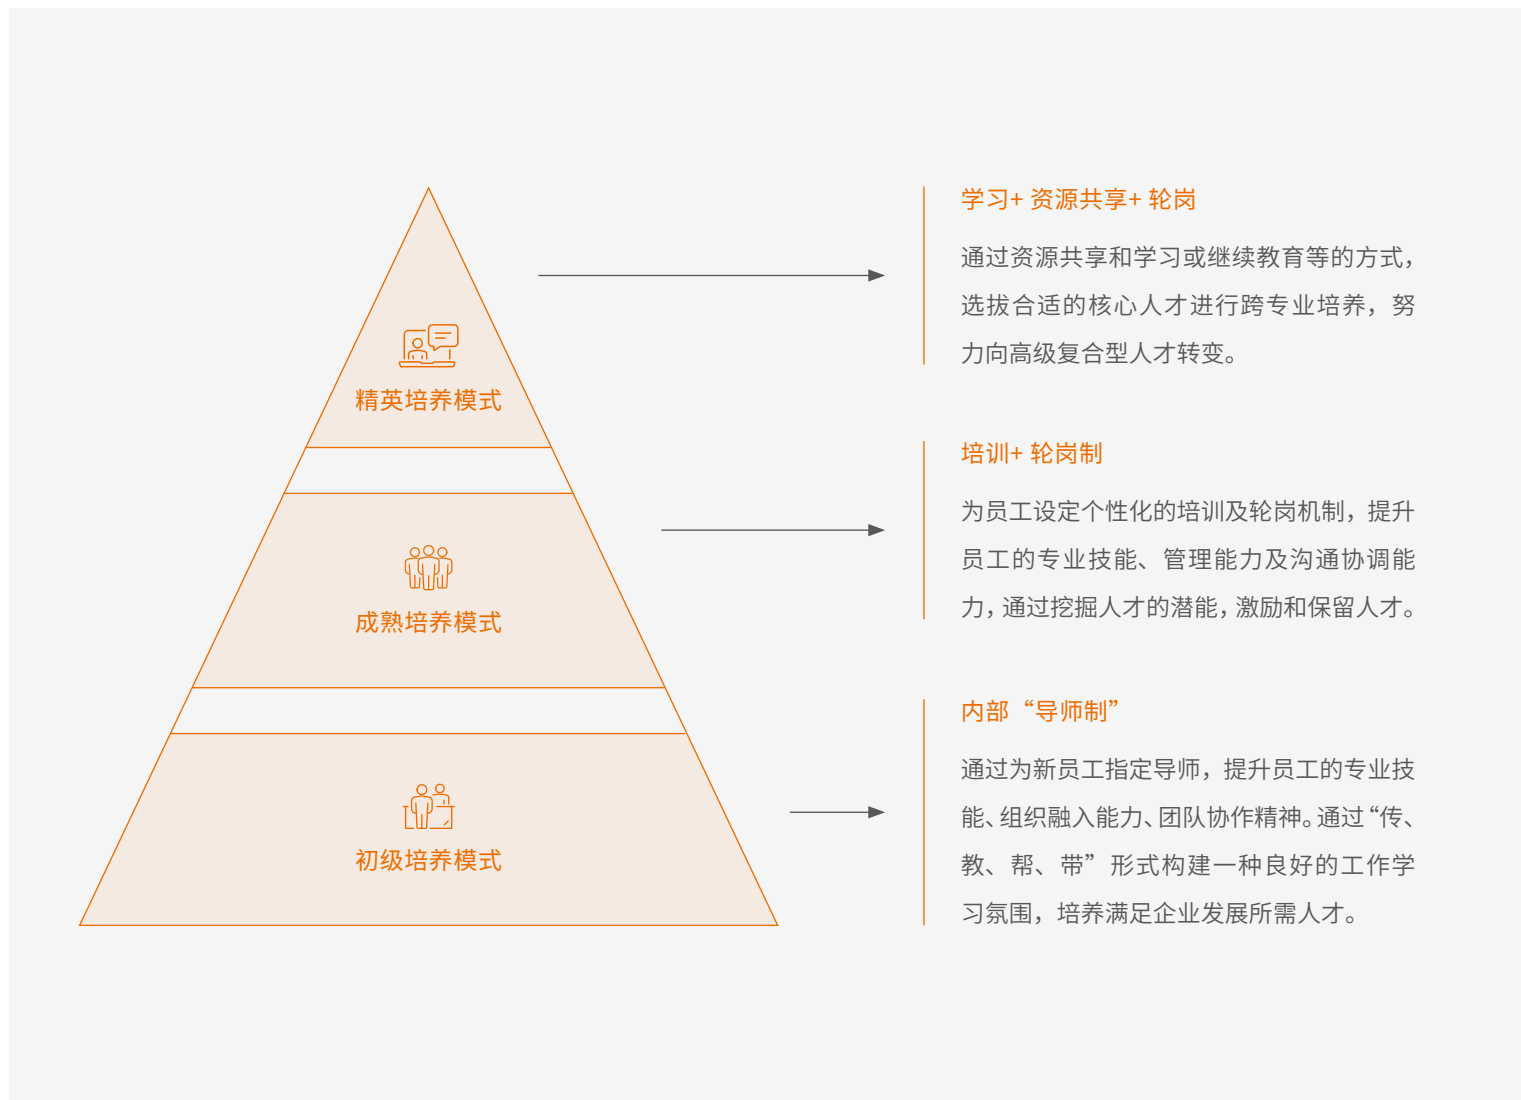 精英培养模式
学习+ 资源共享+ 轮岗
通过资源共享和学习或继续教育等的方式，
选拔合适的核心人才进行跨专业培养，努
力向高级复合型人才转变。
成熟培养模式
培训+ 轮岗制
为员工设定个性化的培训及轮岗机制，提升
员工的专业技能、管理能力及沟通协调能
力，通过挖掘人才的潜能，激励和保留人才。
初级培养模式
内部“导师制”
通过为新员工指定导师，提升员工的专业技
能、组织融入能力、团队协作精神。通过“传、
教、帮、带”形式构建一种良好的工作学
习氛围，培养满足企业发展所需人才。